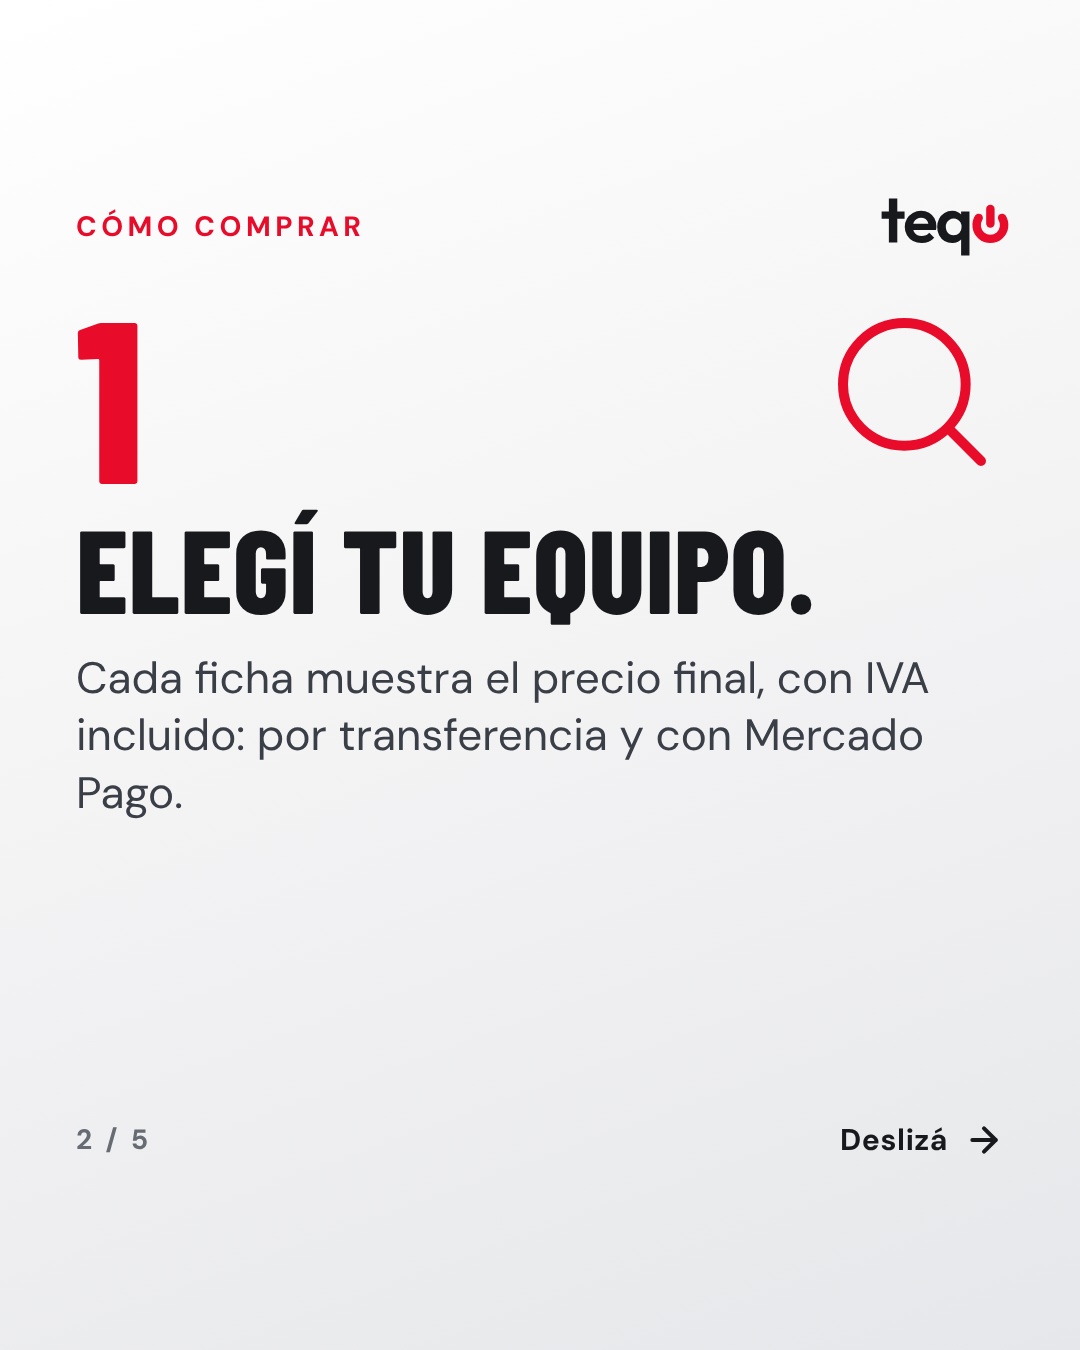 CÓMO COMPRAR
teqo
1
ELEGÍ TU EQUIPO.
Cada ficha muestra el precio final, con IVA
incluido: por transferencia y con Mercado
Pago.
2 / 5
Deslizá →